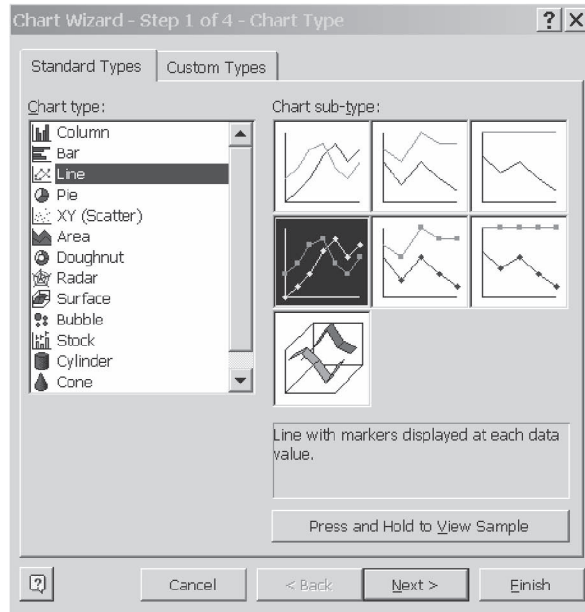 Chart Wizard - Step 1 of 4 - Chart Type
? X
Standard Types
Custom Types
Chart type:
Column
Bar
Line
Pie
XY (Scatter)
Area
Doughnut
Radar
Surface
Bubble
Stock
Cylinder
Cone
Chart sub-type:
Line with markers displayed at each data
value.
Press and Hold to View Sample
?
Cancel
< Back
Next >
Finish